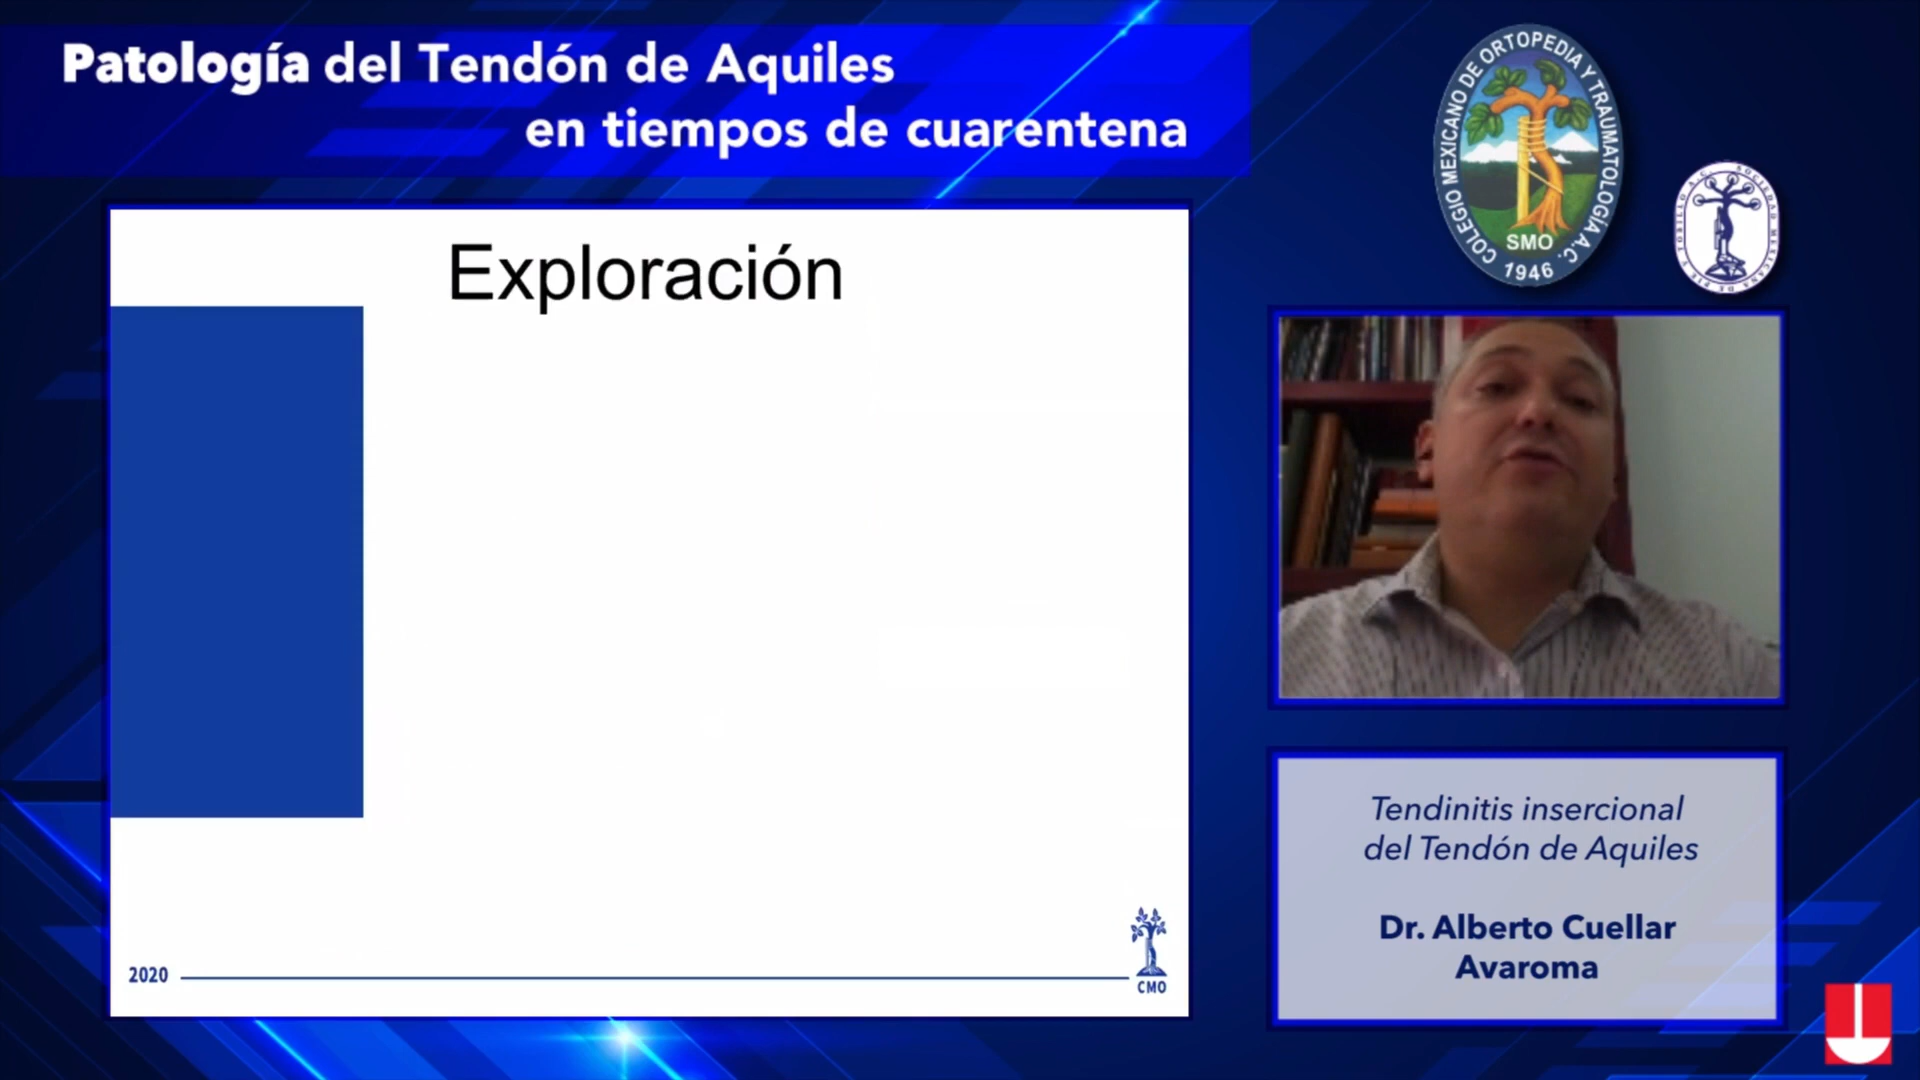 Patología del Tendón de Aquiles
en tiempos de cuarentena
COLEGIO MEXICANO DE ORTOPEDIA Y TRAUMATOLOGÍA A.C.
SMO
1946
Exploración
Tendinitis insercional
del Tendón de Aquiles
Dr. Alberto Cuellar
Avaroma
2020
CMO